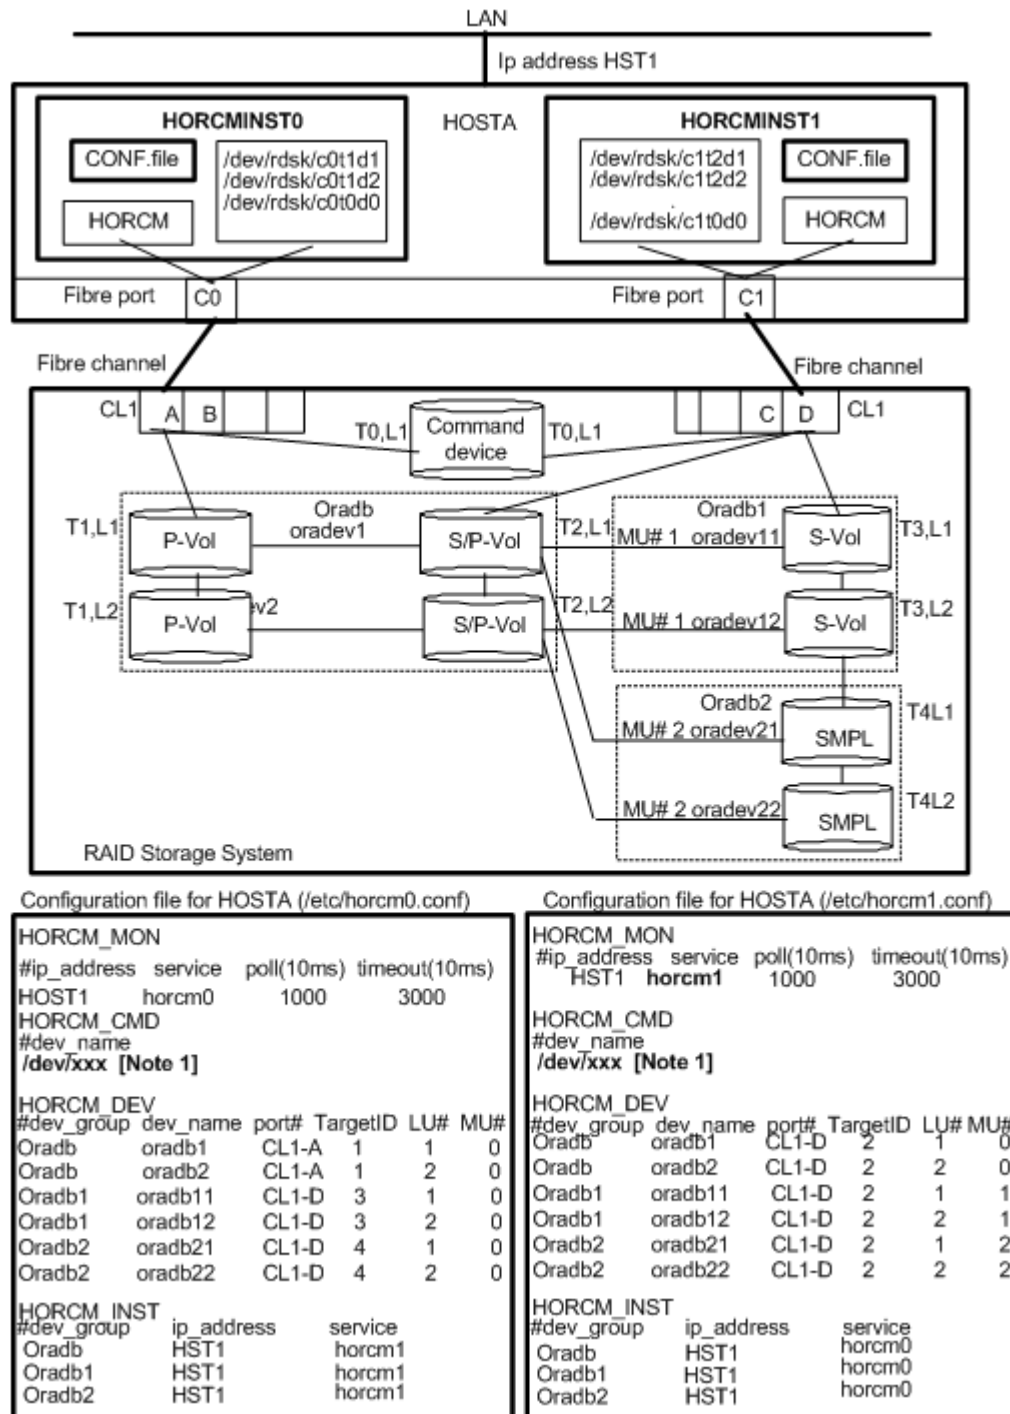 LAN
Ip address HST1
HORCMINST0
HOSTA
HORCMINST1
CONF.file
/dev/rdsk/c0t1d1
/dev/rdsk/c0t1d2
/dev/rdsk/c0t0d0
HORCM
/dev/rdsk/c1t2d1
/dev/rdsk/c1t2d2
/dev/rdsk/c1t0d0
CONF.file
HORCM
Fibre port
C0
Fibre port
C1
Fibre channel
Fibre channel
CL1
A
B
C
D
CL1
T0,L1
Command
device
T0,L1
Oradb
oradev1
Oradb1
T1,L1
P-Vol
S/P-Vol
T2,L1
MU# 1 oradev11
S-Vol
T3,L1
T1,L2
P-Vol
v2
S/P-Vol
T2,L2
MU# 1 oradev12
S-Vol
T3,L2
Oradb2
MU# 2 oradev21
SMPL
T4L1
MU# 2 oradev22
SMPL
T4L2
RAID Storage System
Configuration file for HOSTA (/etc/horcm0.conf)
HORCM_MON
#ip_address service poll(10ms) timeout(10ms)
HOST1 horcm0 1000 3000
HORCM_CMD
#dev_name
/dev/xxx [Note 1]
HORCM_DEV
#dev_group dev_name port# TargetID LU# MU#
Oradb oradb1 CL1-A 1 1 0
Oradb oradb2 CL1-A 1 2 0
Oradb1 oradb11 CL1-D 3 1 0
Oradb1 oradb12 CL1-D 3 2 0
Oradb2 oradb21 CL1-D 4 1 0
Oradb2 oradb22 CL1-D 4 2 0
HORCM_INST
#dev_group ip_address service
Oradb HST1 horcm1
Oradb1 HST1 horcm1
Oradb2 HST1 horcm1
Configuration file for HOSTA (/etc/horcm1.conf)
HORCM_MON
#ip_address service poll(10ms) timeout(10ms)
HST1 horcm1 1000 3000
HORCM_CMD
#dev_name
/dev/xxx [Note 1]
HORCM_DEV
#dev_group dev_name port# TargetID LU# MU#
Oradb oradb1 CL1-D 2 1 0
Oradb oradb2 CL1-D 2 2 0
Oradb1 oradb11 CL1-D 2 1 1
Oradb1 oradb12 CL1-D 2 2 1
Oradb2 oradb21 CL1-D 2 1 2
Oradb2 oradb22 CL1-D 2 2 2
HORCM_INST
#dev_group ip_address service
Oradb HST1 horcm0
Oradb1 HST1 horcm0
Oradb2 HST1 horcm0